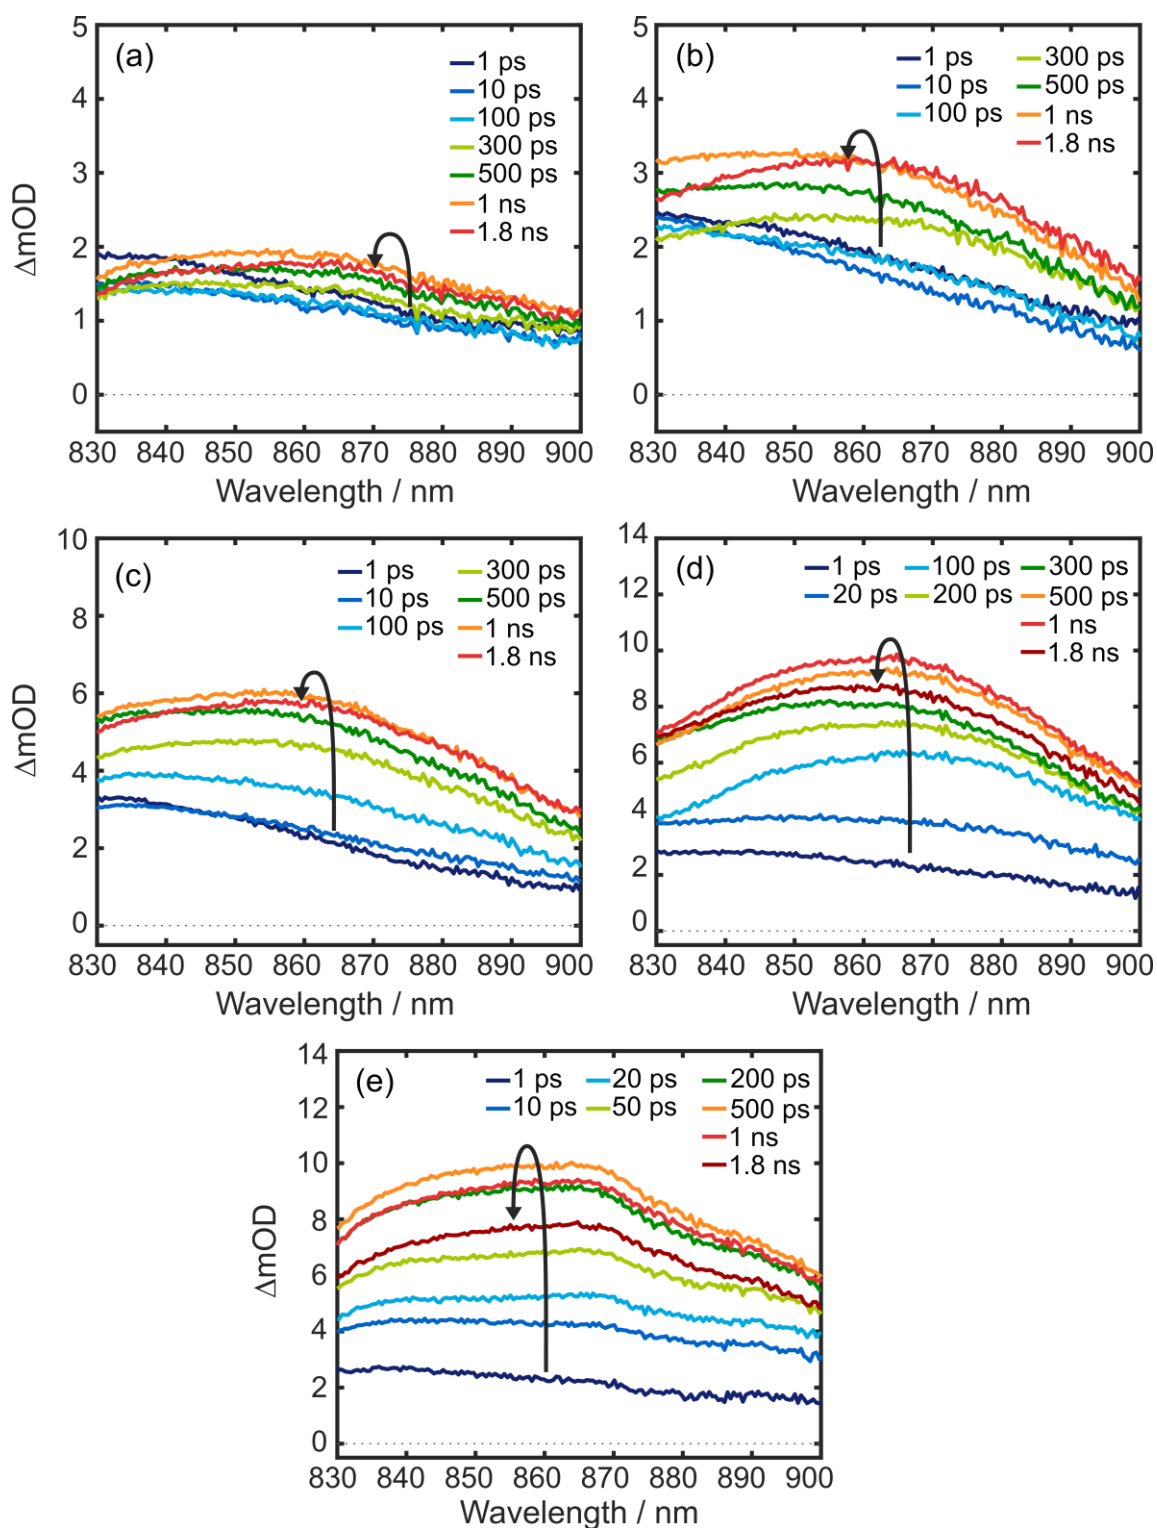 (a)
1 ps
10 ps
100 ps
300 ps
500 ps
1 ns
1.8 ns
5
4
3
2
1
0
ΔmOD
830 840 850 860 870 880 890 900
Wavelength / nm
(b)
1 ps 300 ps
10 ps 500 ps
100 ps 1 ns
1.8 ns
5
4
3
2
1
0
830 840 850 860 870 880 890 900
Wavelength / nm
(c)
1 ps 300 ps
10 ps 500 ps
100 ps 1 ns
1.8 ns
10
8
6
4
2
0
ΔmOD
830 840 850 860 870 880 890 900
Wavelength / nm
(d)
1 ps 100 ps 300 ps
20 ps 200 ps 500 ps
1 ns
1.8 ns
14
12
10
8
6
4
2
0
830 840 850 860 870 880 890 900
Wavelength / nm
(e)
1 ps 20 ps 200 ps
10 ps 50 ps 500 ps
1 ns
1.8 ns
14
12
10
8
6
4
2
0
ΔmOD
830 840 850 860 870 880 890 900
Wavelength / nm